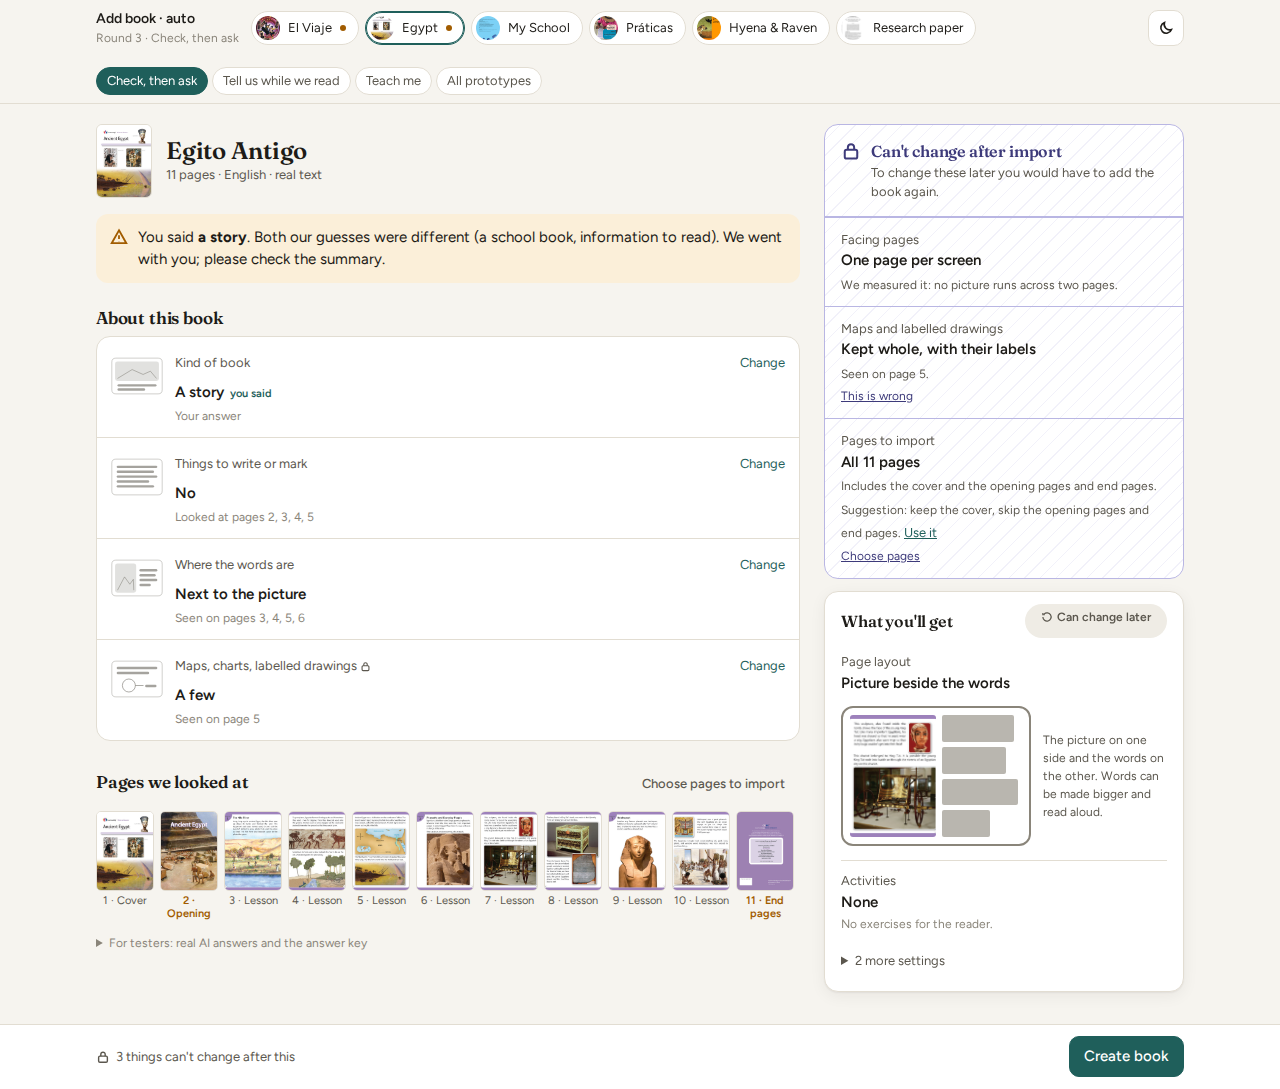 Add book · auto
Round 3 · Check, then ask
El Viaje
Egypt
My School
Práticas
Hyena & Raven
Research paper
Check, then ask
Tell us while we read
Teach me
All prototypes
Egito Antigo
11 pages · English · real text
You said a story. Both our guesses were different (a school book, information to read). We went
with you; please check the summary.
About this book
Kind of book
Change
A story you said
Your answer
Things to write or mark
Change
No
Looked at pages 2, 3, 4, 5
Where the words are
Change
Next to the picture
Seen on pages 3, 4, 5, 6
Maps, charts, labelled drawings
Change
A few
Seen on page 5
Pages we looked at
Choose pages to import
Ancient Egypt
Ancient Egypt
1 · Cover
2 · Opening
3 · Lesson
4 · Lesson
5 · Lesson
6 · Lesson
7 · Lesson
8 · Lesson
9 · Lesson
10 · Lesson
11 · End pages
For testers: real AI answers and the answer key
Can't change after import
To change these later you would have to add the
book again.
Facing pages
One page per screen
We measured it: no picture runs across two pages.
Maps and labelled drawings
Kept whole, with their labels
Seen on page 5.
This is wrong
Pages to import
All 11 pages
Includes the cover and the opening pages and end pages.
Suggestion: keep the cover, skip the opening pages and
end pages. Use it
Choose pages
What you'll get
Can change later
Page layout
Picture beside the words
The picture on one
side and the words on
the other. Words can
be made bigger and
read aloud.
Activities
None
No exercises for the reader.
2 more settings
3 things can't change after this
Create book